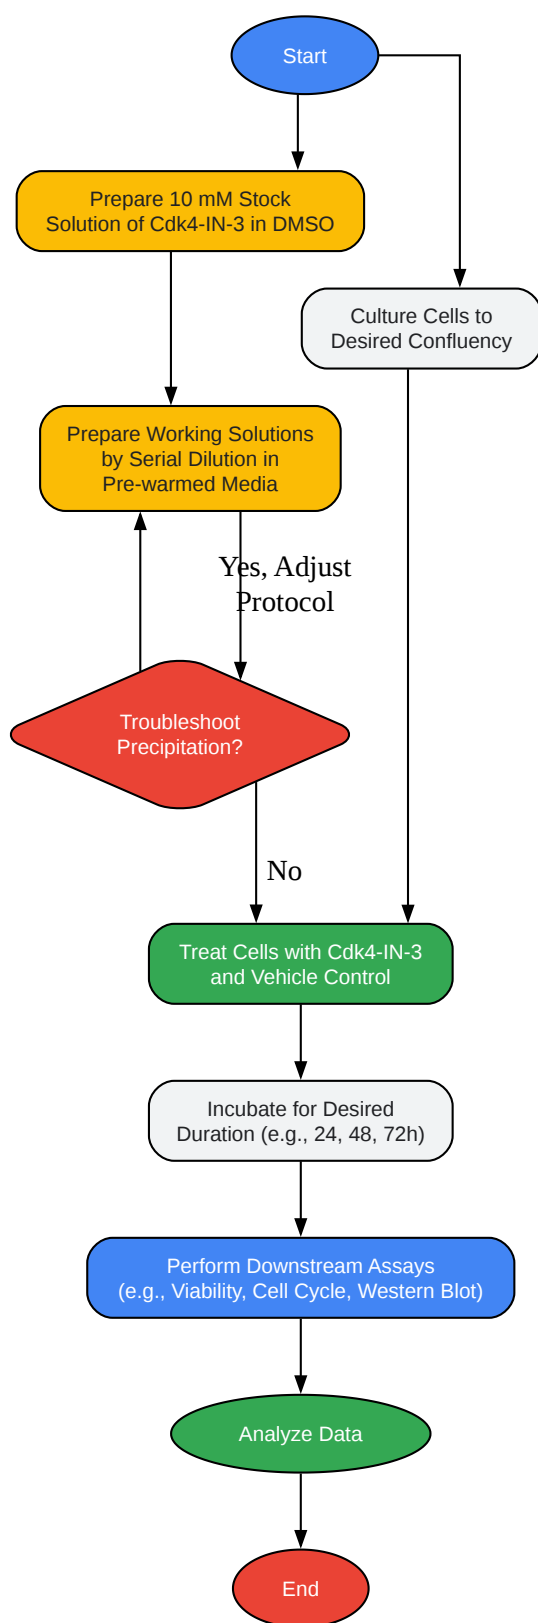 Start
Prepare 10 mM Stock
Solution of Cdk4-IN-3 in DMSO
Culture Cells to
Desired Confluency
Prepare Working Solutions
by Serial Dilution in
Pre-warmed Media
Yes, Adjust
Protocol
Troubleshoot
Precipitation?
No
Treat Cells with Cdk4-IN-3
and Vehicle Control
Incubate for Desired
Duration (e.g., 24, 48, 72h)
Perform Downstream Assays
(e.g., Viability, Cell Cycle, Western Blot)
Analyze Data
End